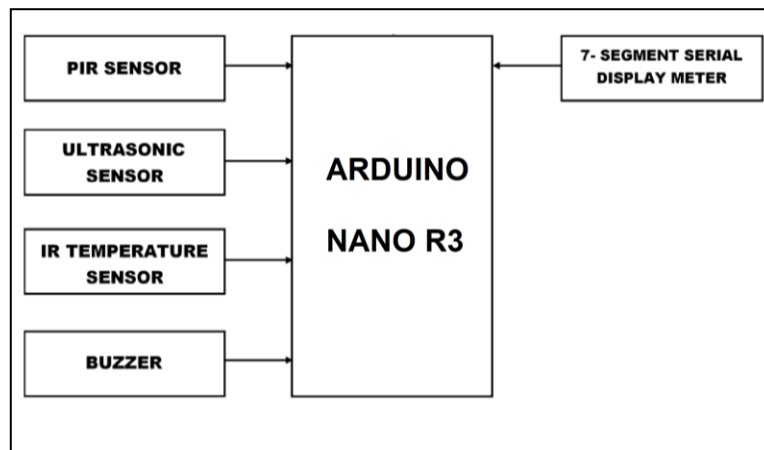 PIR SENSOR
ULTRASONIC
SENSOR
IR TEMPERATURE
SENSOR
BUZZER
ARDUINO
NANO R3
7- SEGMENT SERIAL
DISPLAY METER